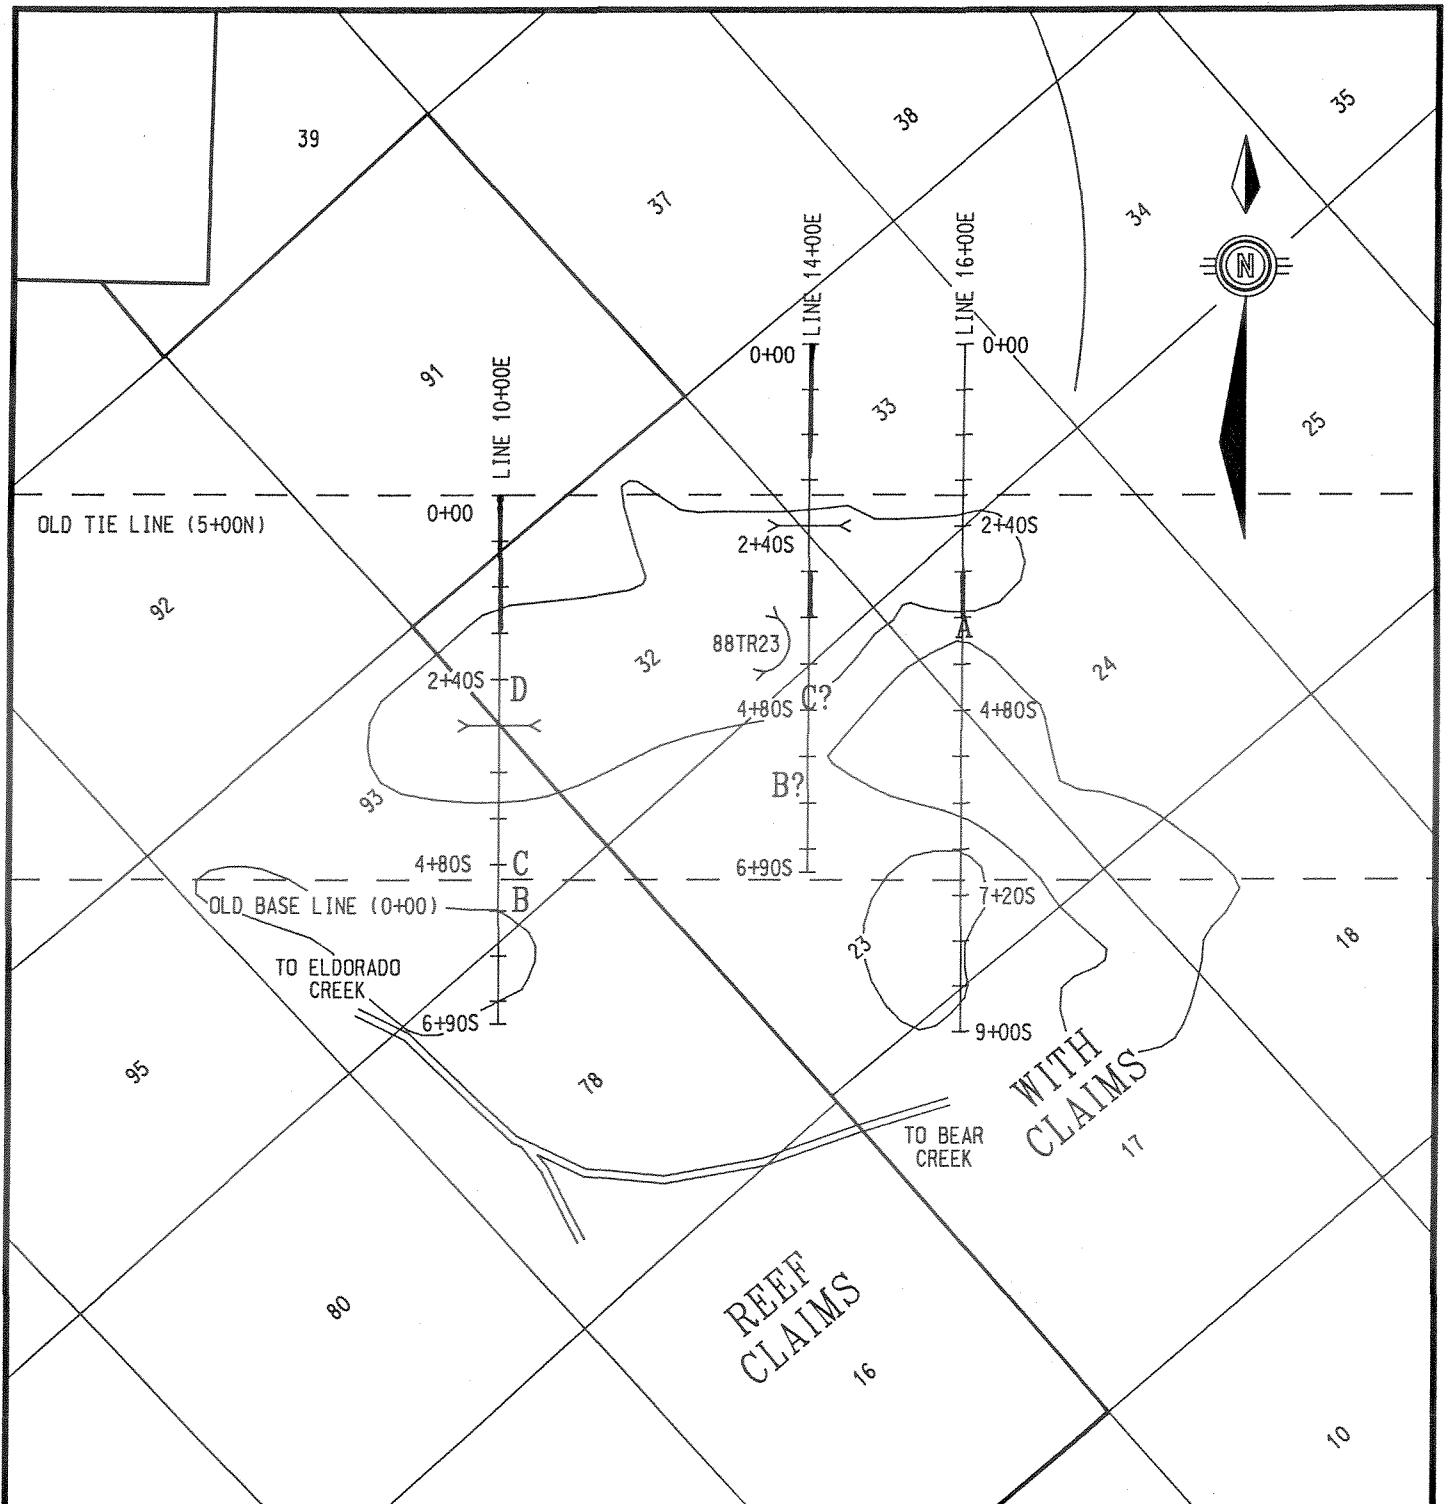 39
38
35
37
34
LINE 14+00E
LINE 16+00E
N
0+00
0+00
91
LINE 10+00E
33
25
0+00
OLD TIE LINE (5+00N)
2+40S
2+40S
92
A
88TR23
32
24
2+40S
D
C?
4+80S
4+80S
B?
93
4+80S
C
6+90S
7+20S
B
OLD BASE LINE (0+00)
18
23
TO ELDORADO
CREEK
6+90S
9+00S
95
78
WITH
CLAIMS
TO BEAR
CREEK
17
REEF
CLAIMS
80
16
10